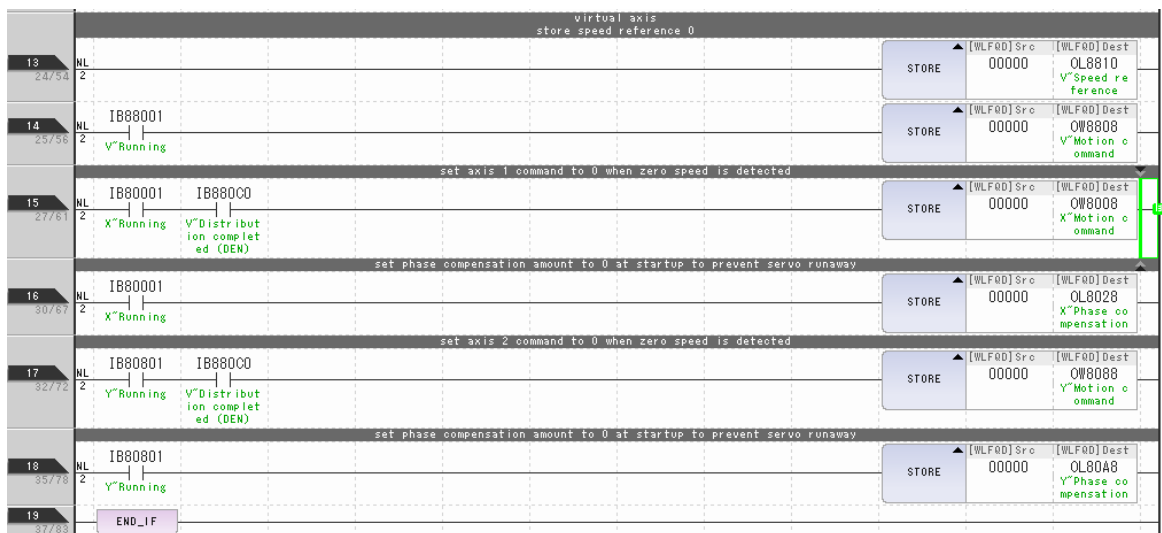 virtual axis
store speed reference 0
13 NL [WLFQD]Src [WLFQD]Dest
24/54 2 STORE 00000 OL8810
V"Speed re
ference
14 NL IB88001 [WLFQD]Src [WLFQD]Dest
25/56 2 STORE 00000 OW8808
V"Running V"Motion c
ommand
set axis 1 command to 0 when zero speed is detected
15 NL IB80001 IB880C0 [WLFQD]Src [WLFQD]Dest
27/61 2 STORE 00000 OW8008
X"Running V"Distribut X"Motion c
ion complet ommand
ed (DEN)
set phase compensation amount to 0 at startup to prevent servo runaway
16 NL IB80001 [WLFQD]Src [WLFQD]Dest
30/67 2 STORE 00000 OL8028
X"Running X"Phase co
mpensation
set axis 2 command to 0 when zero speed is detected
17 NL IB80801 IB880C0 [WLFQD]Src [WLFQD]Dest
32/72 2 STORE 00000 OW8088
Y"Running V"Distribut Y"Motion c
ion complet ommand
ed (DEN)
set phase compensation amount to 0 at startup to prevent servo runaway
18 NL IB80801 [WLFQD]Src [WLFQD]Dest
35/78 2 STORE 00000 OL80A8
Y"Running Y"Phase co
mpensation
19 END_IF
37/83